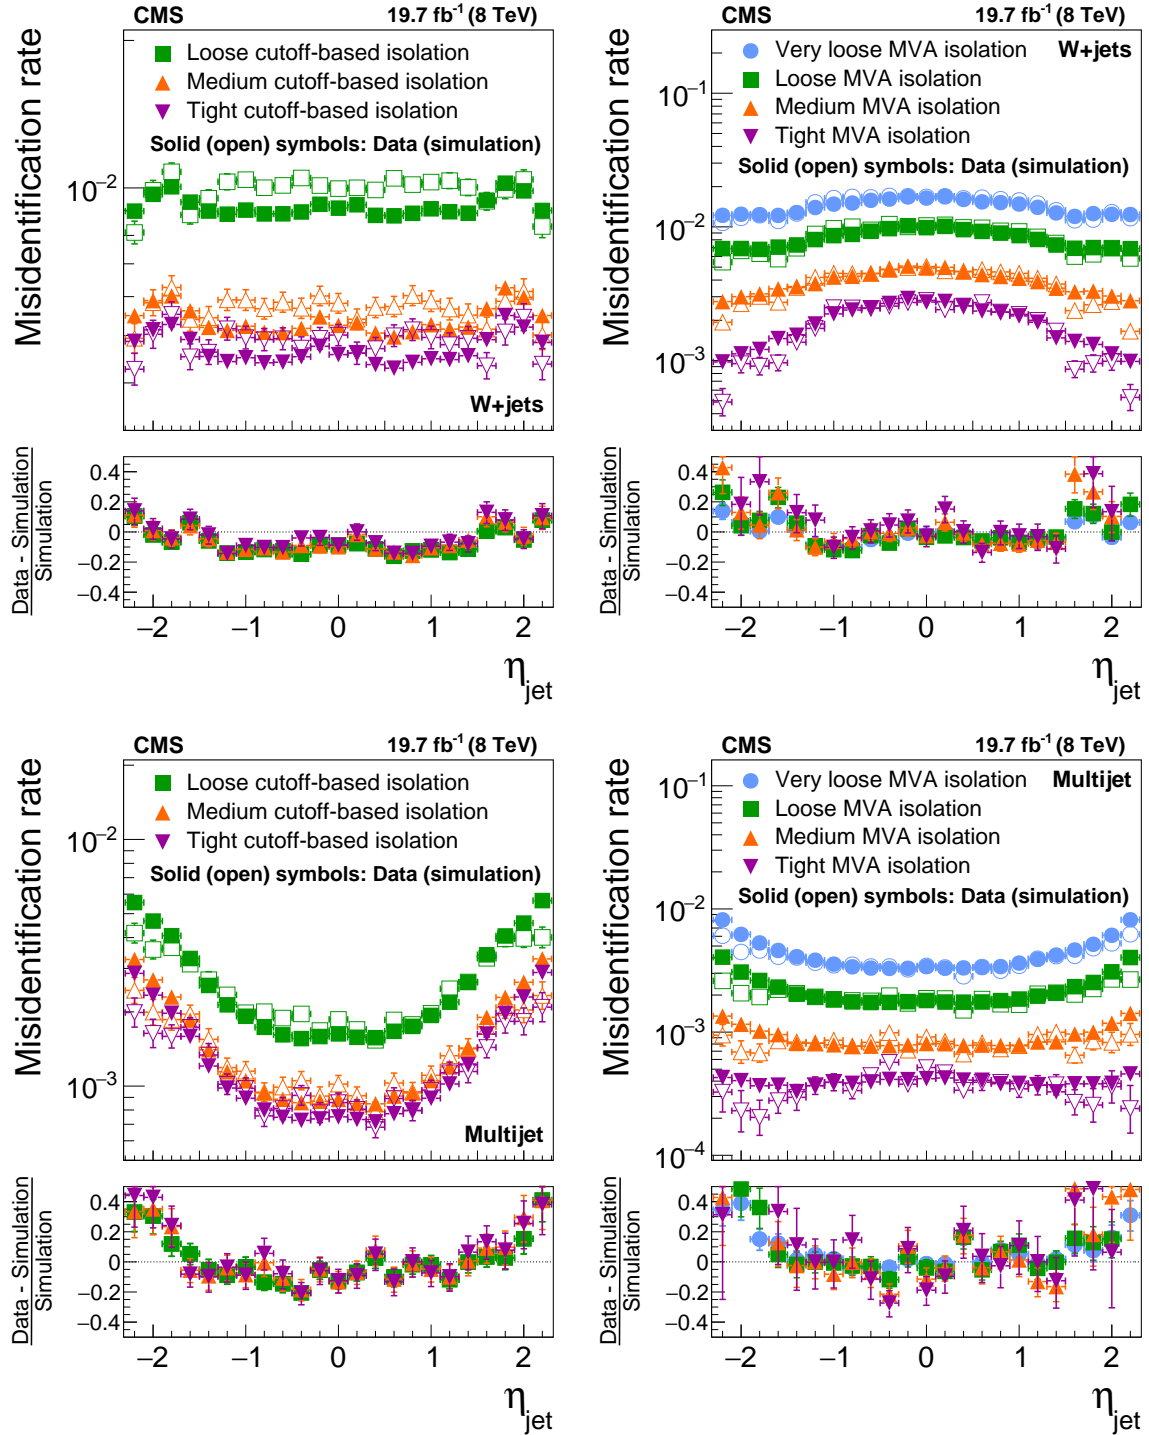 CMS 19.7 fb⁻¹ (8 TeV)
Misidentification rate
Loose cutoff-based isolation
Medium cutoff-based isolation
Tight cutoff-based isolation
Solid (open) symbols: Data (simulation)
10⁻²
W+jets
Data - Simulation
Simulation
0.4
0.2
0
−0.2
−0.4
−2 −1 0 1 2
η_jet
CMS 19.7 fb⁻¹ (8 TeV)
Misidentification rate
Very loose MVA isolation W+jets
Loose MVA isolation
Medium MVA isolation
Tight MVA isolation
Solid (open) symbols: Data (simulation)
10⁻¹
10⁻²
10⁻³
Data - Simulation
Simulation
0.4
0.2
0
−0.2
−0.4
−2 −1 0 1 2
η_jet
CMS 19.7 fb⁻¹ (8 TeV)
Misidentification rate
Loose cutoff-based isolation
Medium cutoff-based isolation
Tight cutoff-based isolation
Solid (open) symbols: Data (simulation)
10⁻²
10⁻³
Multijet
Data - Simulation
Simulation
0.4
0.2
0
−0.2
−0.4
−2 −1 0 1 2
η_jet
CMS 19.7 fb⁻¹ (8 TeV)
Misidentification rate
Very loose MVA isolation Multijet
Loose MVA isolation
Medium MVA isolation
Tight MVA isolation
Solid (open) symbols: Data (simulation)
10⁻¹
10⁻²
10⁻³
10⁻⁴
Data - Simulation
Simulation
0.4
0.2
0
−0.2
−0.4
−2 −1 0 1 2
η_jet